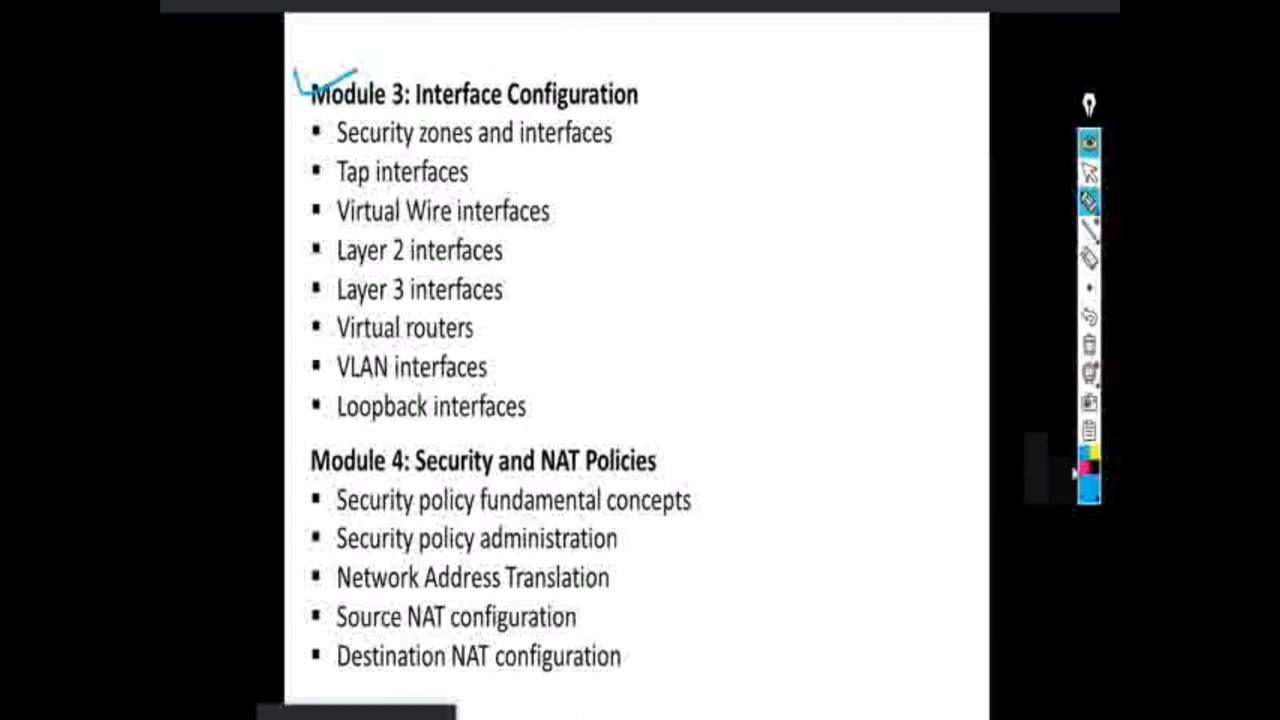 Module 3: Interface Configuration
▪ Security zones and interfaces
▪ Tap interfaces
▪ Virtual Wire interfaces
▪ Layer 2 interfaces
▪ Layer 3 interfaces
▪ Virtual routers
▪ VLAN interfaces
▪ Loopback interfaces
Module 4: Security and NAT Policies
▪ Security policy fundamental concepts
▪ Security policy administration
▪ Network Address Translation
▪ Source NAT configuration
▪ Destination NAT configuration